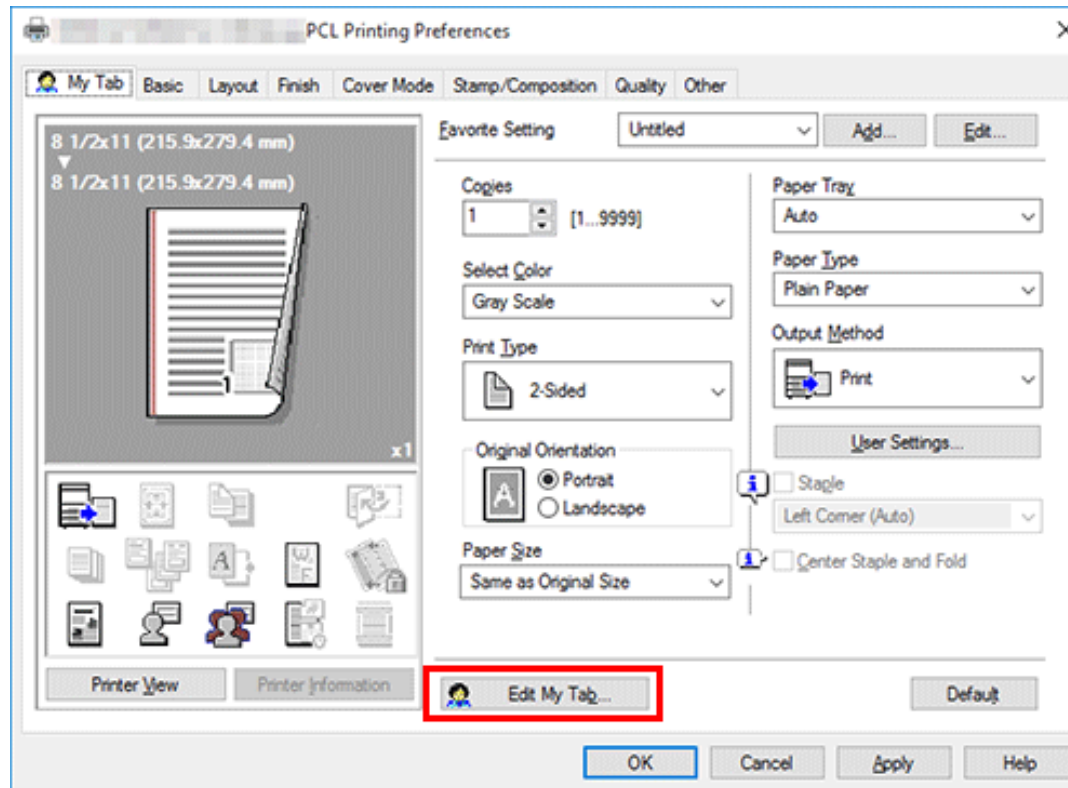 PCL Printing Preferences
My Tab Basic Layout Finish Cover Mode Stamp/Composition Quality Other
8 1/2x11 (215.9x279.4 mm)
8 1/2x11 (215.9x279.4 mm)
1
x1
Printer View Printer Information
Favorite Setting Untitled Add... Edit...
Copies
1 [1...9999]
Select Color
Gray Scale
Print Type
2-Sided
Original Orientation
A
Portrait
Landscape
Paper Size
Same as Original Size
Paper Tray
Auto
Paper Type
Plain Paper
Output Method
Print
User Settings...
Staple
Left Corner (Auto)
Center Staple and Fold
Edit My Tab... Default
OK Cancel Apply Help